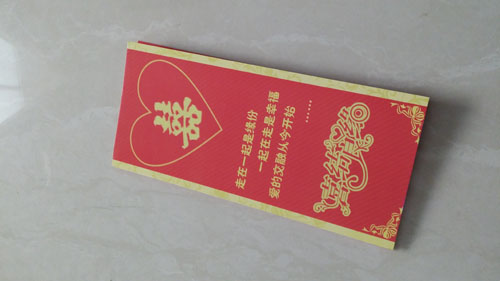 囍
走在一起是缘份
一起在走是幸福
爱的交融从今开始……
喜结良缘